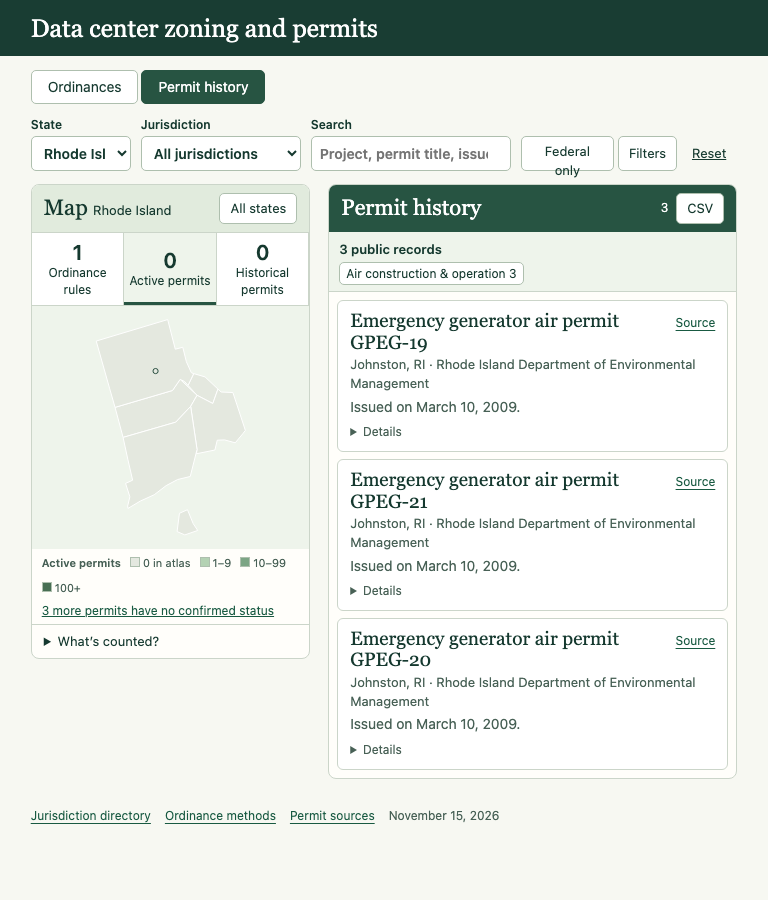 Data center zoning and permits
Ordinances
Permit history
State
Jurisdiction
Search
Rhode Isl
All jurisdictions
Project, permit title, issu
Federal only
Filters
Reset
Map Rhode Island
All states
1
Ordinance rules
0
Active permits
0
Historical permits
Active permits
0 in atlas
1–9
10–99
100+
3 more permits have no confirmed status
What's counted?
Permit history
3
CSV
3 public records
Air construction & operation 3
Emergency generator air permit
GPEG-19
Source
Johnston, RI · Rhode Island Department of Environmental
Management
Issued on March 10, 2009.
Details
Emergency generator air permit
GPEG-21
Source
Johnston, RI · Rhode Island Department of Environmental
Management
Issued on March 10, 2009.
Details
Emergency generator air permit
GPEG-20
Source
Johnston, RI · Rhode Island Department of Environmental
Management
Issued on March 10, 2009.
Details
Jurisdiction directory
Ordinance methods
Permit sources
November 15, 2026